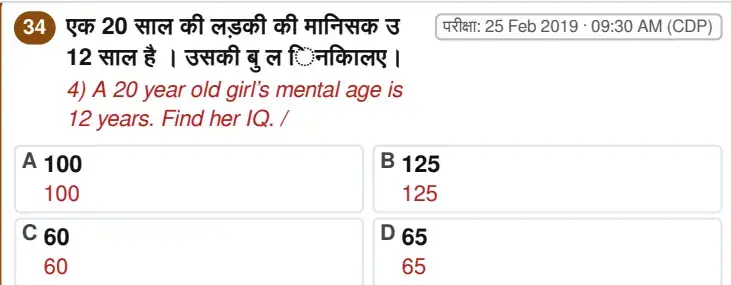 34 एक 20 साल की लड़की की मानिसक उ
परीक्षा: 25 Feb 2019 · 09:30 AM (CDP)
12 साल है । उसकी बु ल िनकािलए।
4) A 20 year old girl's mental age is
12 years. Find her IQ. /
A 100
100
B 125
125
C 60
60
D 65
65